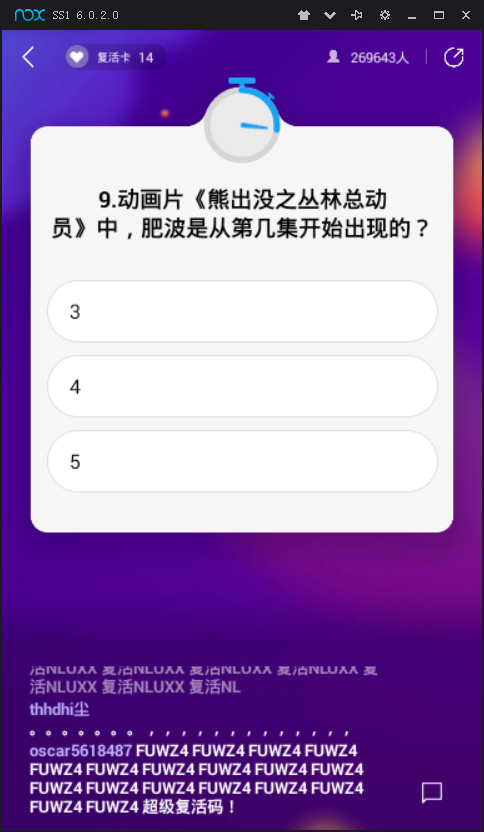 nox SS1 6.0.2.0
复活卡 14
269643人
9.动画片《熊出没之丛林总动
员》中，肥波是从第几集开始出现的？
3
4
5
活NLUXX 复活NLUXX 复活NLUXX 复活NLUXX 复
活NLUXX 复活NLUXX 复活NL
thhdhi尘
。。。。。。。，，，，，，，，，，，，，
oscar5618487 FUWZ4 FUWZ4 FUWZ4 FUWZ4
FUWZ4 FUWZ4 FUWZ4 FUWZ4 FUWZ4 FUWZ4
FUWZ4 FUWZ4 FUWZ4 FUWZ4 FUWZ4 FUWZ4
FUWZ4 FUWZ4 超级复活码！